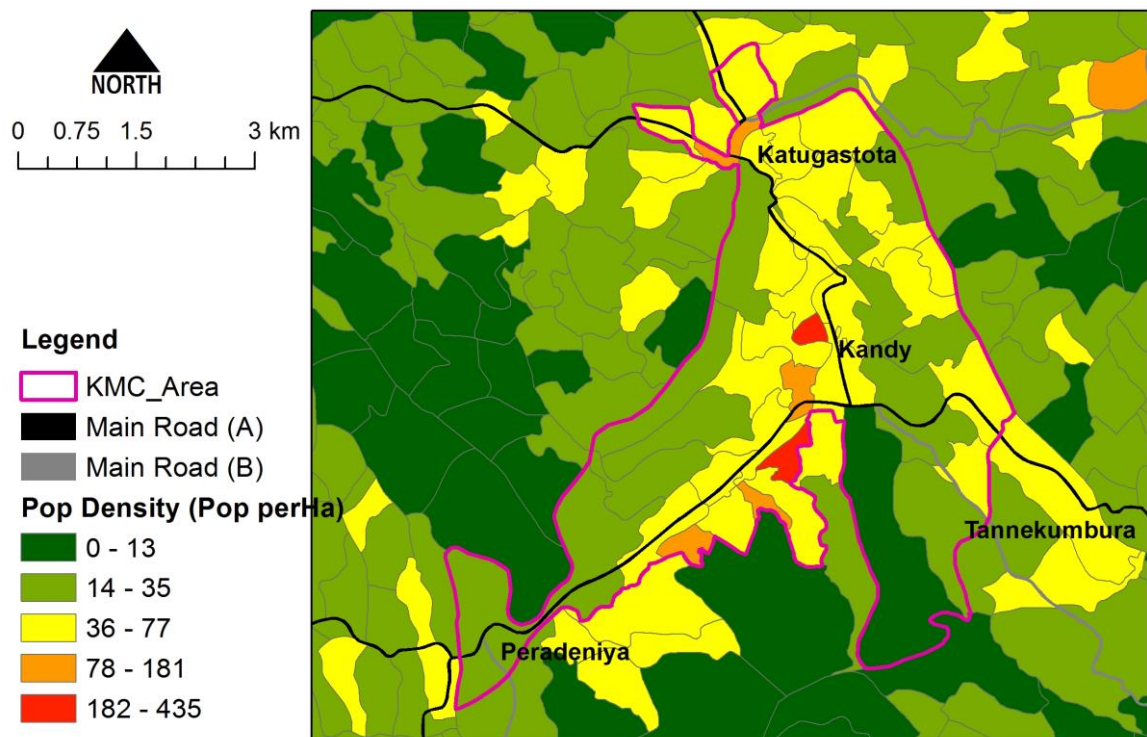 NORTH
0 0.75 1.5 3 km
Legend
KMC_Area
Main Road (A)
Main Road (B)
Pop Density (Pop perHa)
0 - 13
14 - 35
36 - 77
78 - 181
182 - 435
Katugastota
Kandy
Tannekumbura
Peradeniya